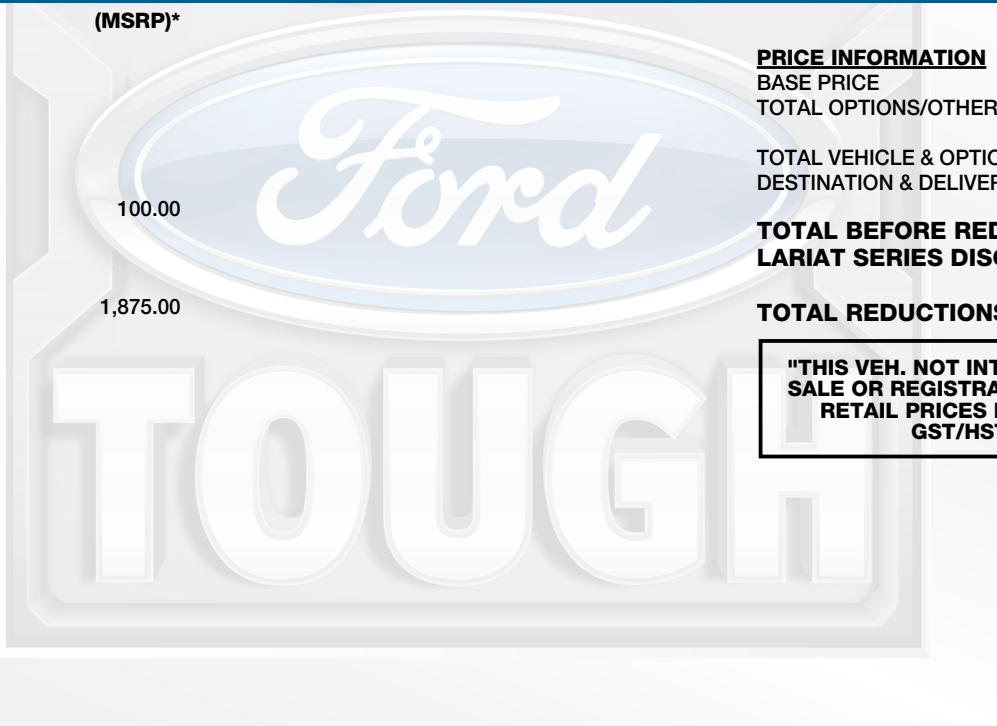 (MSRP)*
100.00
1,875.00
Ford
TOUGH
PRICE INFORMATION
BASE PRICE
TOTAL OPTIONS/OTHER
TOTAL VEHICLE & OPTIO
DESTINATION & DELIVER
TOTAL BEFORE RED
LARIAT SERIES DISC
TOTAL REDUCTIONS
"THIS VEH. NOT INT
SALE OR REGISTRA
RETAIL PRICES
GST/HST